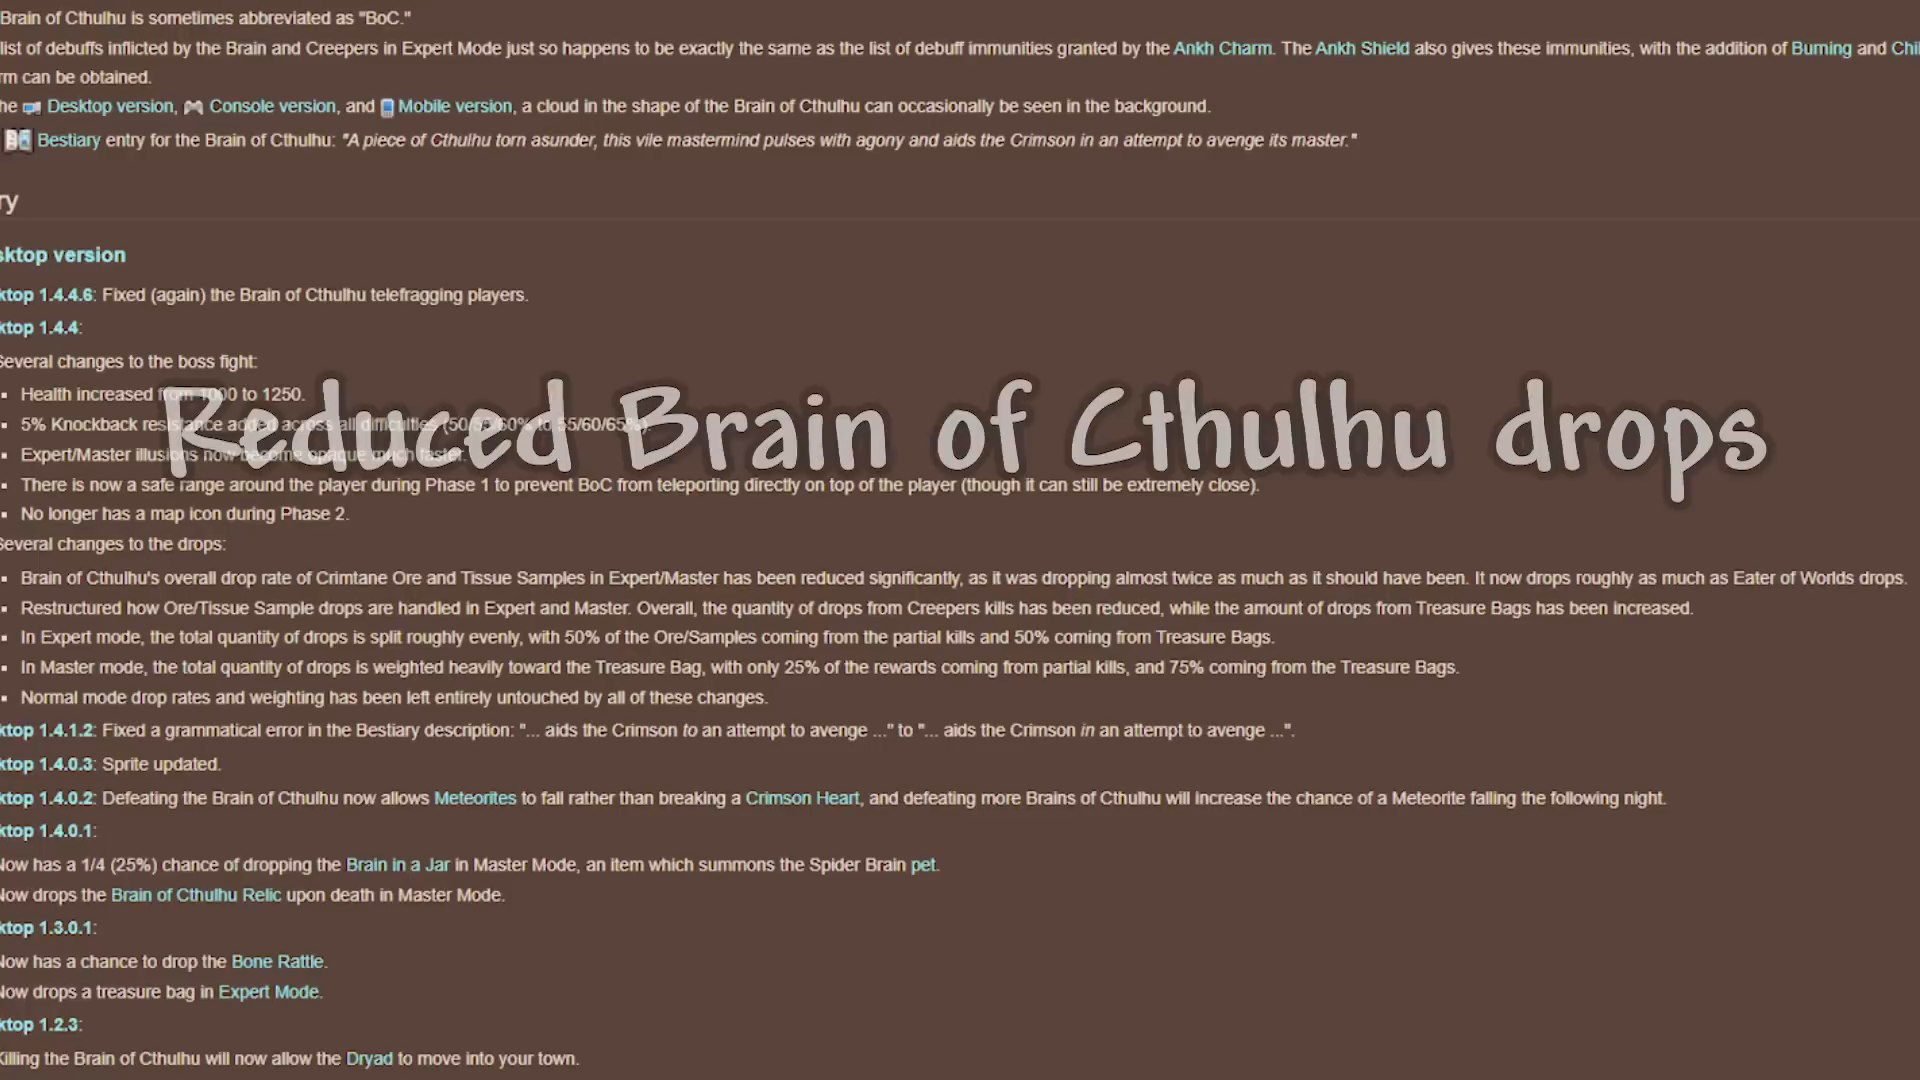 Brain of Cthulhu is sometimes abbreviated as "BoC."
list of debuffs inflicted by the Brain and Creepers in Expert Mode just so happens to be exactly the same as the list of debuff immunities granted by the Ankh Charm. The Ankh Shield also gives these immunities, with the addition of Burning and Chil
rm can be obtained.
he Desktop version, Console version, and Mobile version, a cloud in the shape of the Brain of Cthulhu can occasionally be seen in the background.
Bestiary entry for the Brain of Cthulhu: "A piece of Cthulhu torn asunder, this vile mastermind pulses with agony and aids the Crimson in an attempt to avenge its master."
ry
sktop version
ktop 1.4.4.6: Fixed (again) the Brain of Cthulhu telefragging players.
ktop 1.4.4:
Several changes to the boss fight:
Health increased from 1000 to 1250.
Reduced Brain of Cthulhu drops
5% Knockback resistance added across all difficulties (50/55/60% to 55/60/65%).
Expert/Master illusions now become opaque much faster.
There is now a safe range around the player during Phase 1 to prevent BoC from teleporting directly on top of the player (though it can still be extremely close).
No longer has a map icon during Phase 2.
Several changes to the drops:
Brain of Cthulhu's overall drop rate of Crimtane Ore and Tissue Samples in Expert/Master has been reduced significantly, as it was dropping almost twice as much as it should have been. It now drops roughly as much as Eater of Worlds drops.
Restructured how Ore/Tissue Sample drops are handled in Expert and Master. Overall, the quantity of drops from Creepers kills has been reduced, while the amount of drops from Treasure Bags has been increased.
In Expert mode, the total quantity of drops is split roughly evenly, with 50% of the Ore/Samples coming from the partial kills and 50% coming from Treasure Bags.
In Master mode, the total quantity of drops is weighted heavily toward the Treasure Bag, with only 25% of the rewards coming from partial kills, and 75% coming from the Treasure Bags.
Normal mode drop rates and weighting has been left entirely untouched by all of these changes.
ktop 1.4.1.2: Fixed a grammatical error in the Bestiary description: "... aids the Crimson to an attempt to avenge ..." to "... aids the Crimson in an attempt to avenge ...".
ktop 1.4.0.3: Sprite updated.
ktop 1.4.0.2: Defeating the Brain of Cthulhu now allows Meteorites to fall rather than breaking a Crimson Heart, and defeating more Brains of Cthulhu will increase the chance of a Meteorite falling the following night.
ktop 1.4.0.1:
Now has a 1/4 (25%) chance of dropping the Brain in a Jar in Master Mode, an item which summons the Spider Brain pet.
Now drops the Brain of Cthulhu Relic upon death in Master Mode.
ktop 1.3.0.1:
Now has a chance to drop the Bone Rattle.
Now drops a treasure bag in Expert Mode.
ktop 1.2.3:
Killing the Brain of Cthulhu will now allow the Dryad to move into your town.